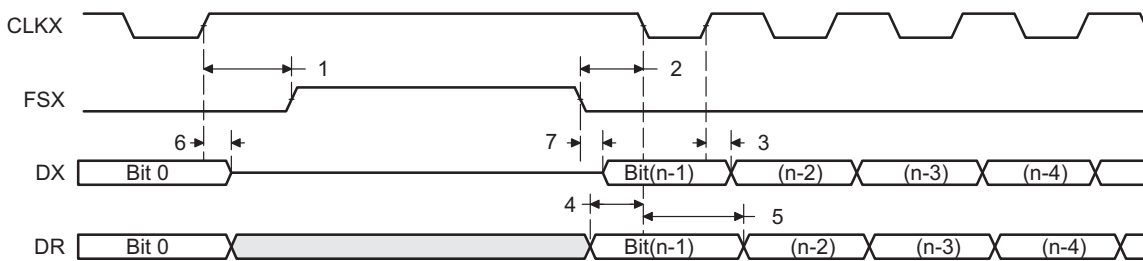 CLKX
1 2
FSX
6 7 3
DX Bit 0 Bit(n-1) (n-2) (n-3) (n-4)
4 5
DR Bit 0 Bit(n-1) (n-2) (n-3) (n-4)